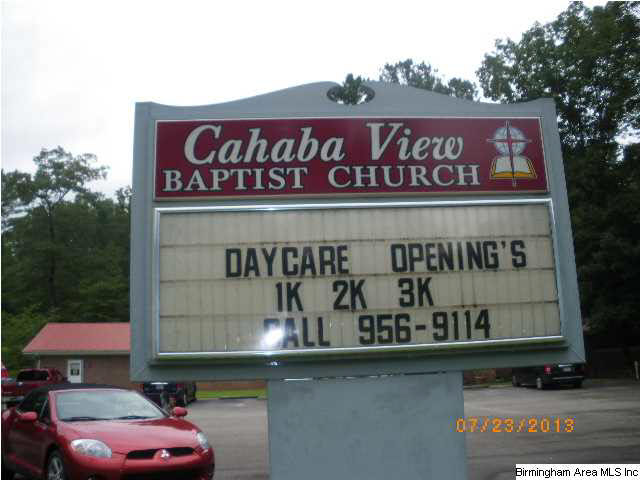 Cahaba View
BAPTIST CHURCH
DAYCARE OPENING'S
1K 2K 3K
CALL 956-9114
07/23/2013
Birmingham Area MLS Inc